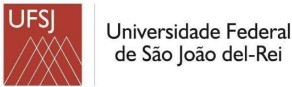 UFSJ
Universidade Federal
de São João del-Rei